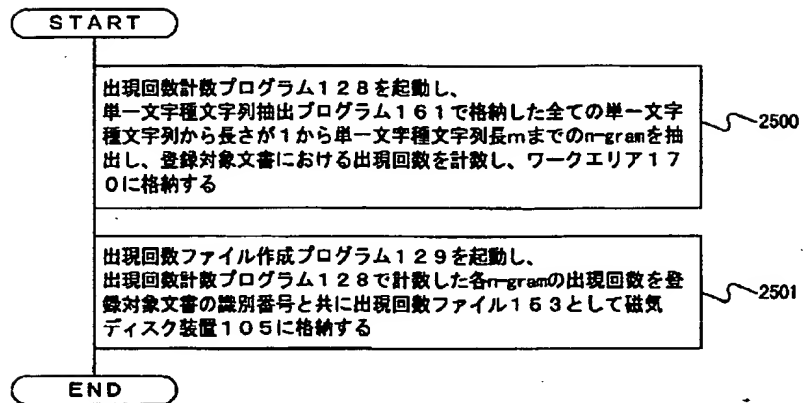 START
出現回数計数プログラム128を起動し、
単一文字種文字列抽出プログラム161で格納した全ての単一文字
種文字列から長さが1から単一文字種文字列長mまでのn-gramを抽
出し、登録対象文書における出現回数を計数し、ワークエリア17
0に格納する
2500
出現回数ファイル作成プログラム129を起動し、
出現回数計数プログラム128で計数した各n-gramの出現回数を登
録対象文書の識別番号と共に出現回数ファイル153として磁気
ディスク装置105に格納する
2501
END